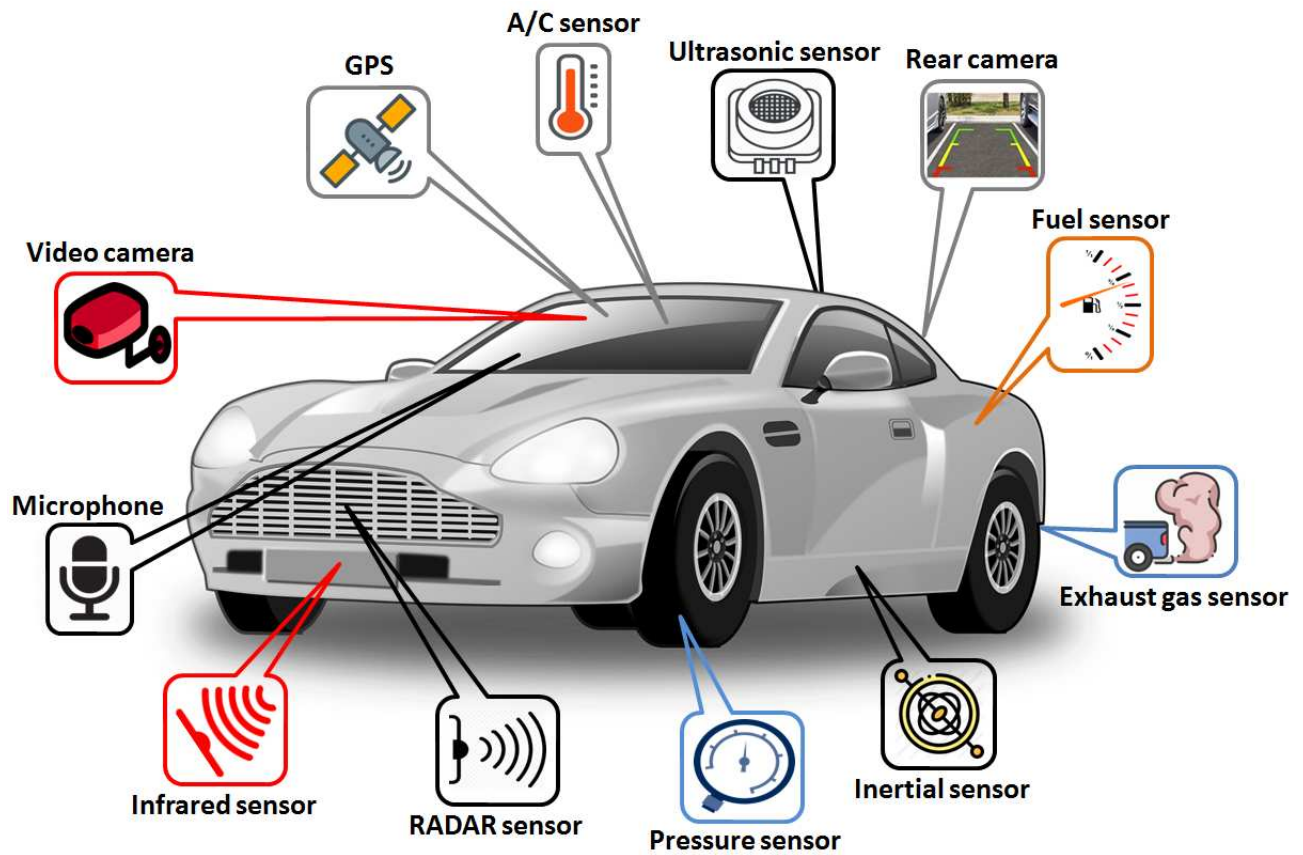 A/C sensor
GPS
Ultrasonic sensor
Rear camera
Fuel sensor
Video camera
Microphone
Exhaust gas sensor
Infrared sensor
RADAR sensor
Pressure sensor
Inertial sensor